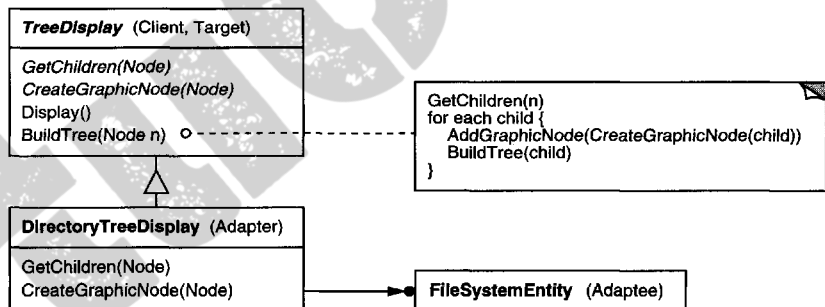 TreeDisplay (Client, Target)
GetChildren(Node)
CreateGraphicNode(Node)
Display()
BuildTree(Node n)
GetChildren(n)
for each child {
AddGraphicNode(CreateGraphicNode(child))
BuildTree(child)
}
DirectoryTreeDisplay (Adapter)
GetChildren(Node)
CreateGraphicNode(Node)
FileSystemEntity (Adaptee)